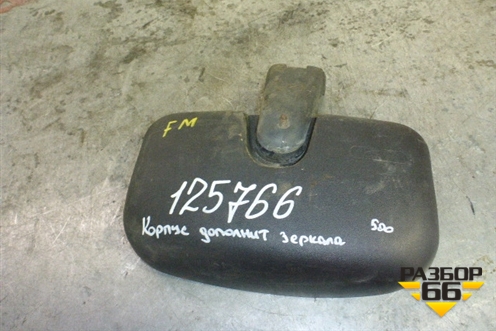 FM
125766
Корпус дополнит зеркала
500
РАЗБОР
66